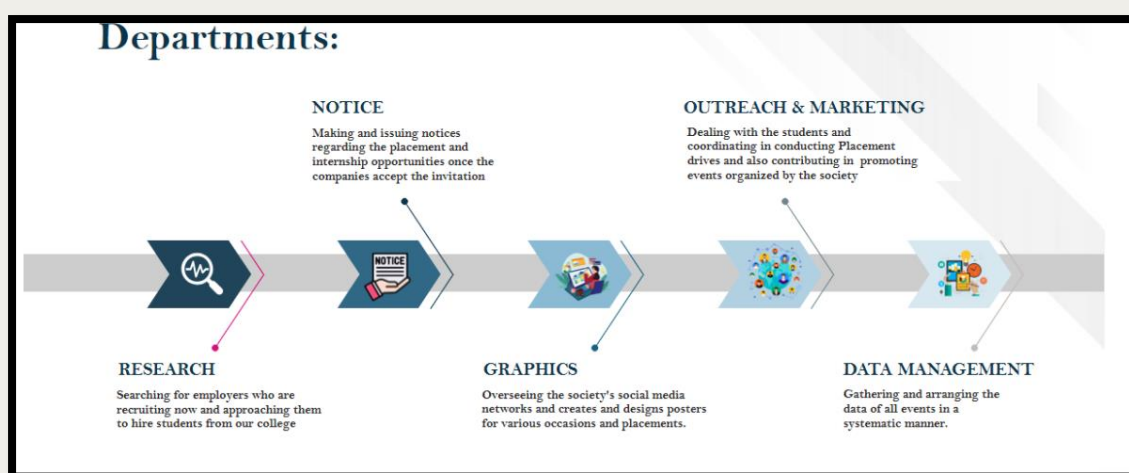 Departments:
NOTICE
Making and issuing notices
regarding the placement and
internship opportunities once the
companies accept the invitation
OUTREACH & MARKETING
Dealing with the students and
coordinating in conducting Placement
drives and also contributing in promoting
events organized by the society
NOTICE
RESEARCH
Searching for employers who are
recruiting now and approaching them
to hire students from our college
GRAPHICS
Overseeing the society's social media
networks and creates and designs posters
for various occasions and placements.
DATA MANAGEMENT
Gathering and arranging the
data of all events in a
systematic manner.